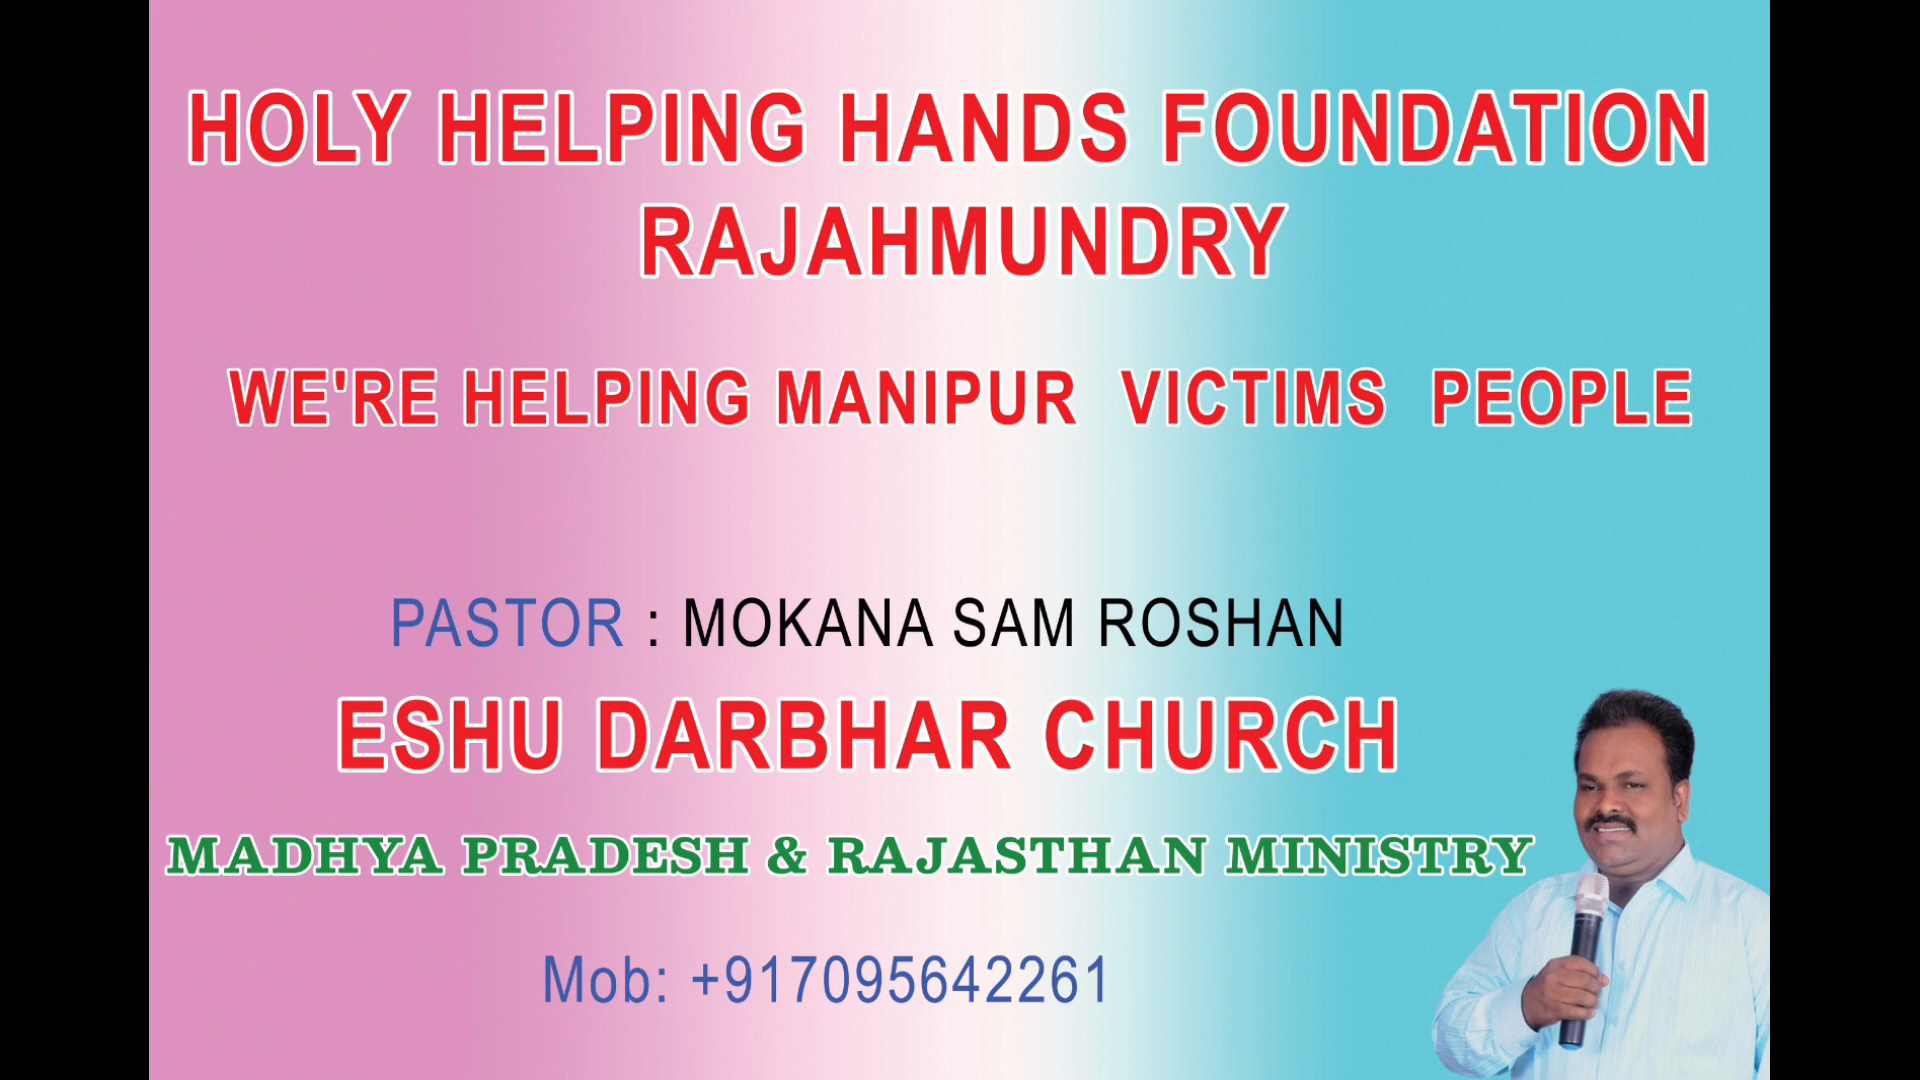 HOLY HELPING HANDS FOUNDATION
RAJAHMUNDRY
WE'RE HELPING MANIPUR VICTIMS PEOPLE
PASTOR : MOKANA SAM ROSHAN
ESHU DARBHAR CHURCH
MADHYA PRADESH & RAJASTHAN MINISTRY
Mob: +917095642261